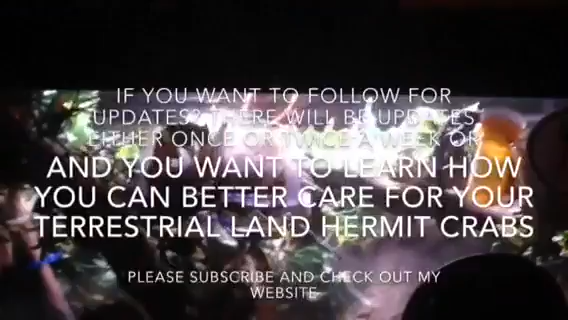 IF YOU WANT TO FOLLOW FOR
UPDATES? THERE WILL BE UPDATES
EITHER ONCE OR TWICE A WEEK OR
AND YOU WANT TO LEARN HOW
YOU CAN BETTER CARE FOR YOUR
TERRESTRIAL LAND HERMIT CRABS
PLEASE SUBSCRIBE AND CHECK OUT MY
WEBSITE